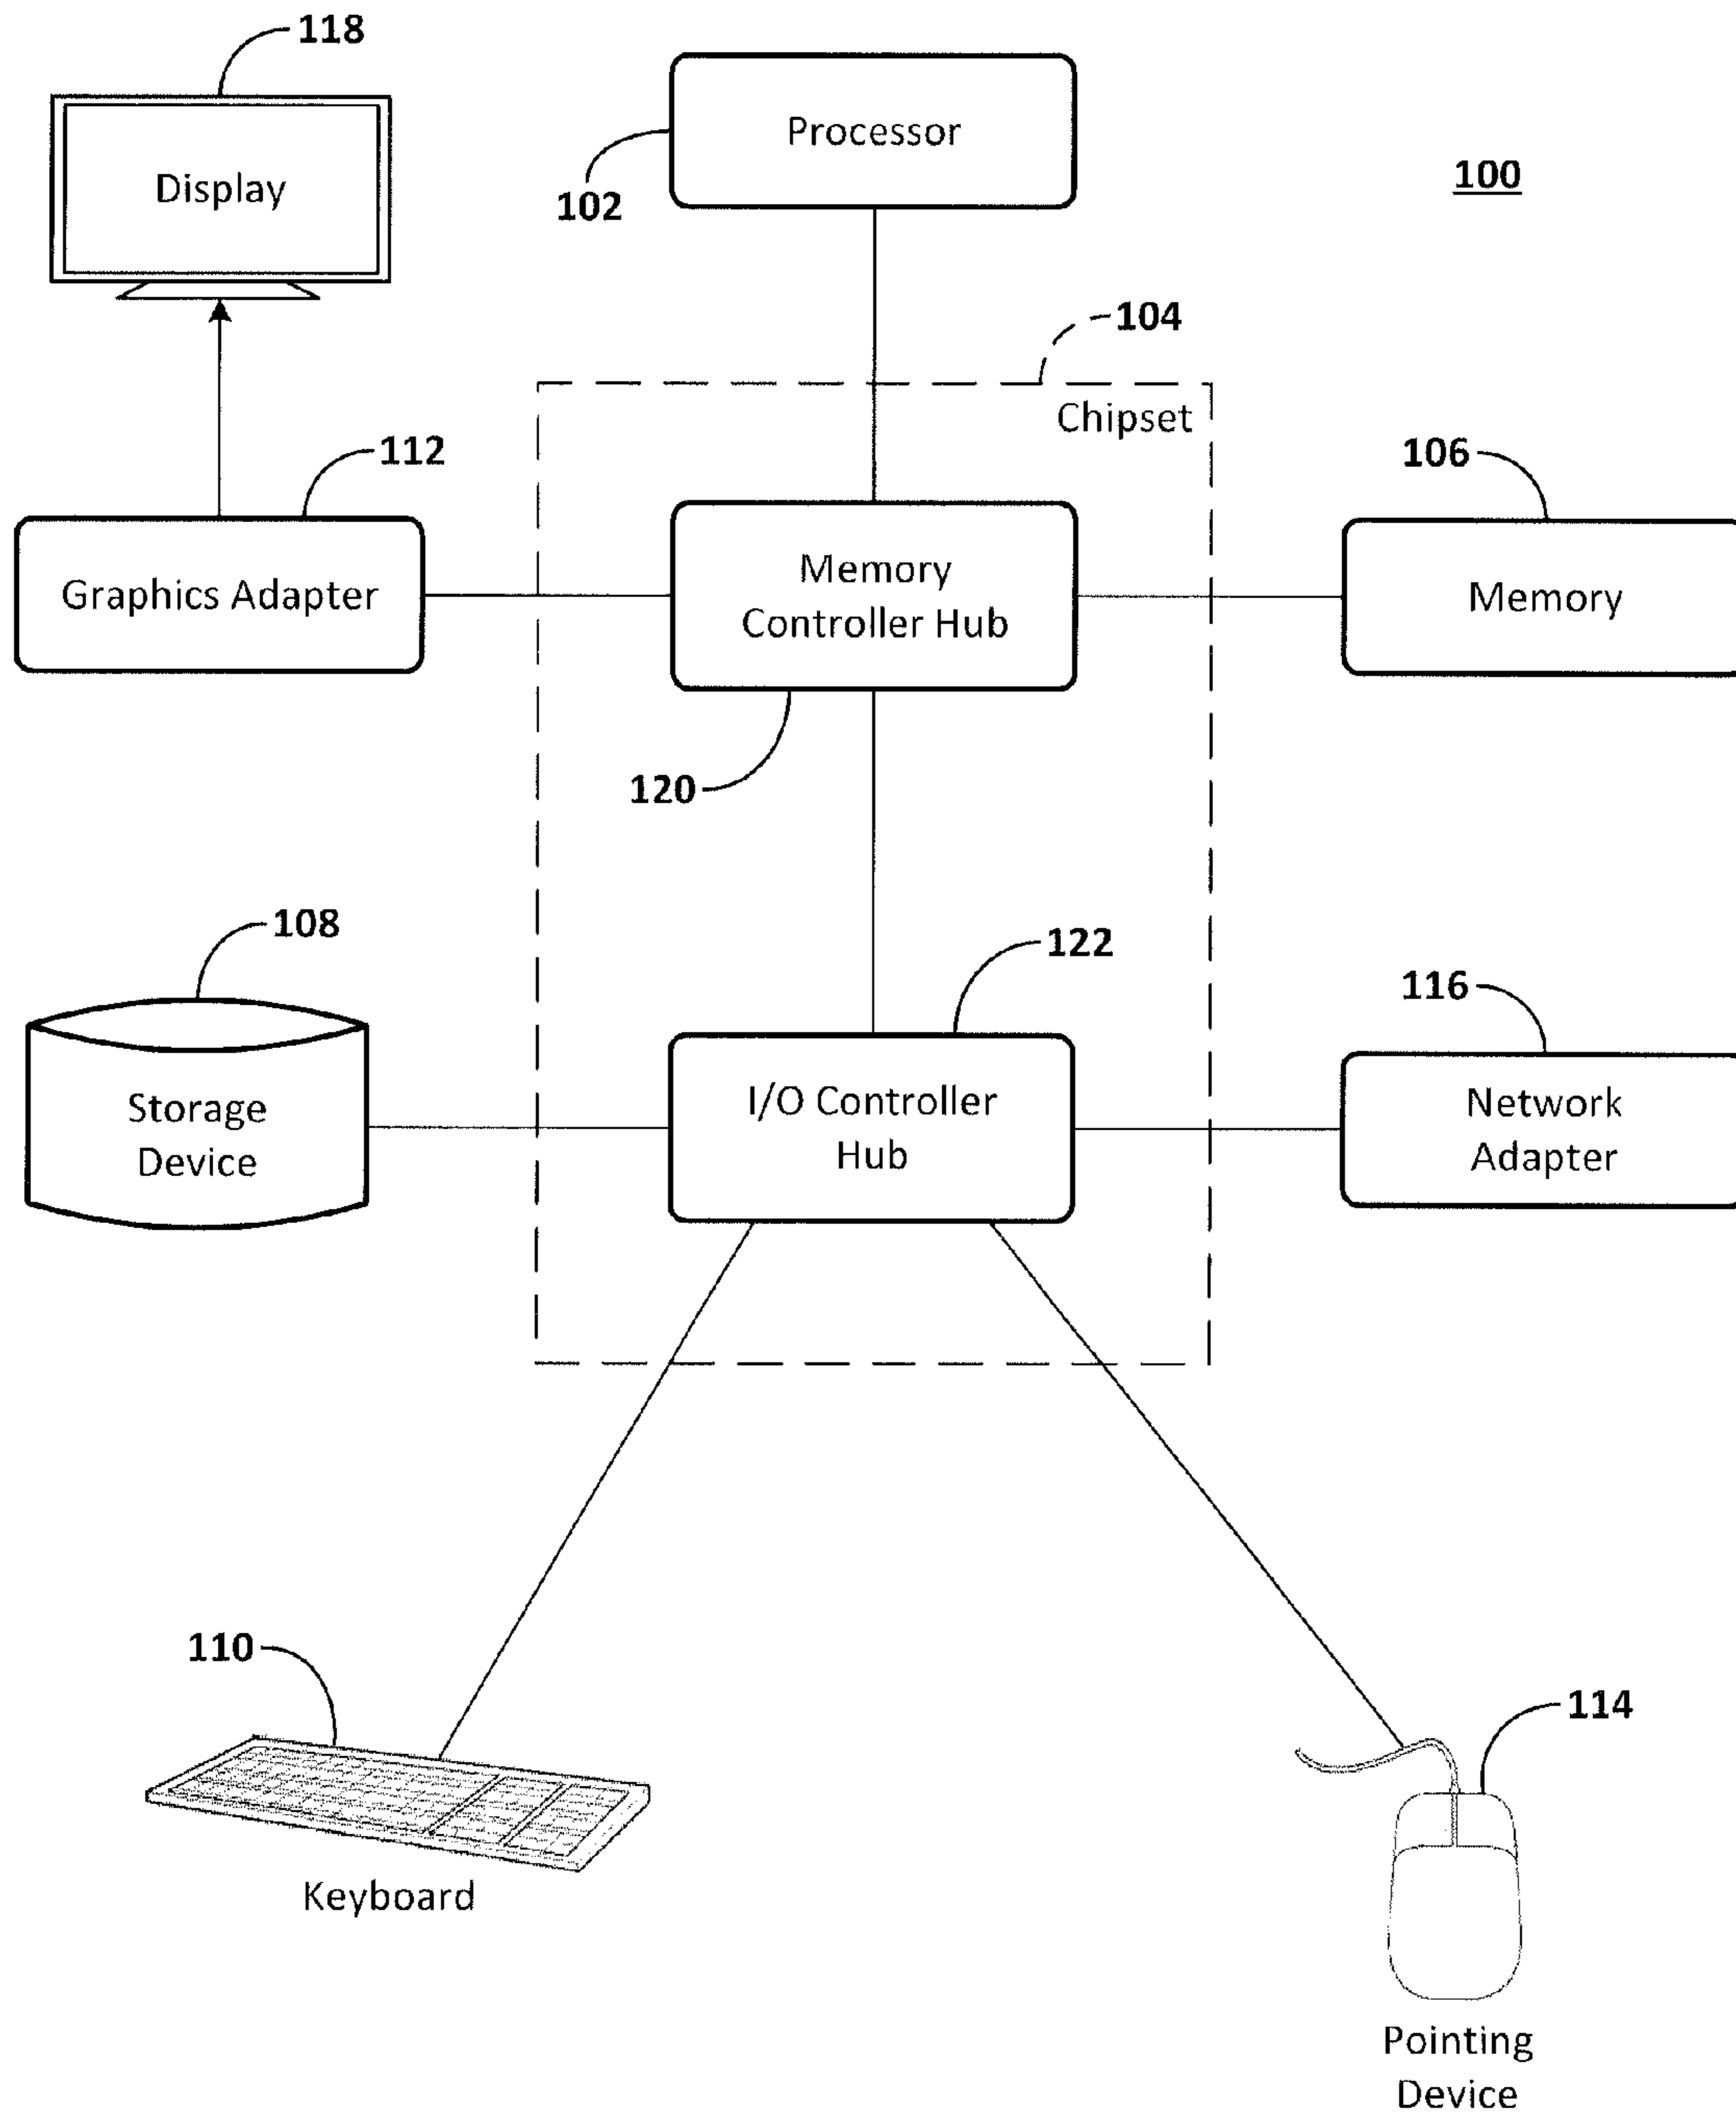 118
Display
Processor
102
100
104
Chipset
112
Graphics Adapter
Memory
Controller Hub
120
106
Memory
108
Storage
Device
122
I/O Controller
Hub
116
Network
Adapter
110
Keyboard
114
Pointing
Device